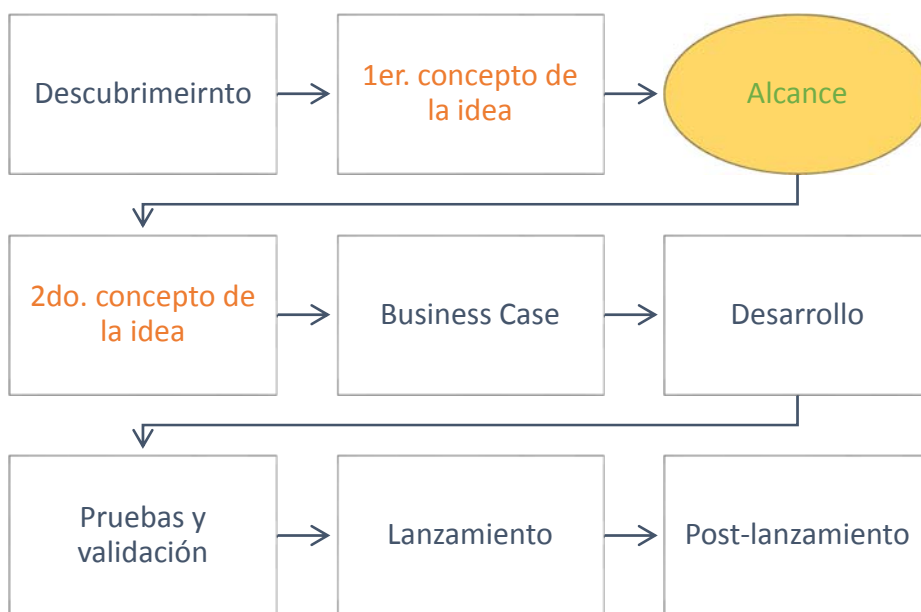 Descubrimeirnto
1er. concepto de
la idea
Alcance
2do. concepto de
la idea
Business Case
Desarrollo
Pruebas y
validación
Lanzamiento
Post-lanzamiento